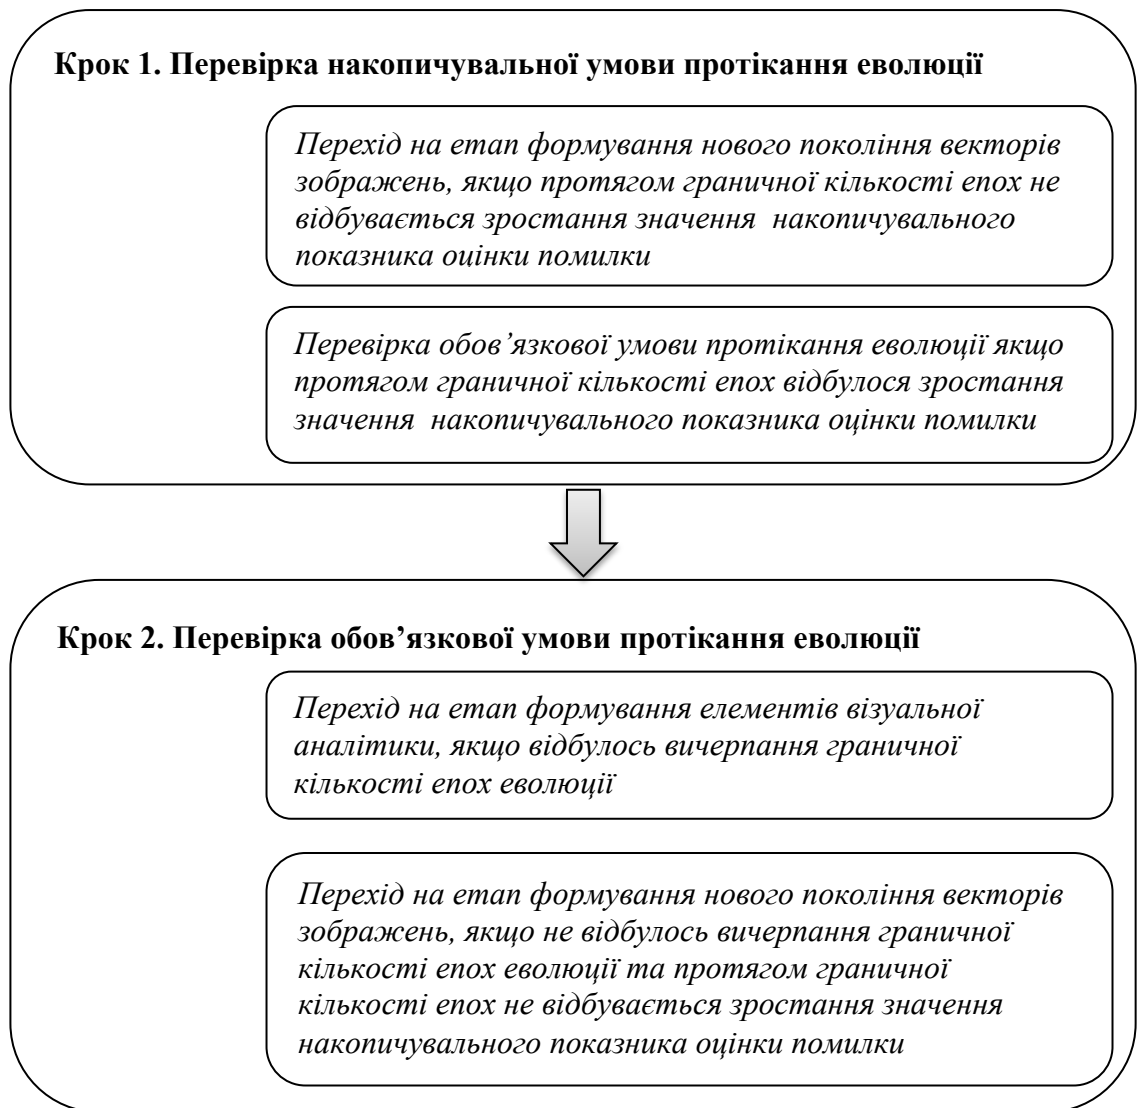 Крок 1. Перевірка накопичувальної умови протікання еволюції
Перехід на етап формування нового покоління векторів
зображень, якщо протягом граничної кількості епох не
відбувається зростання значення накопичувального
показника оцінки помилки
Перевірка обов’язкової умови протікання еволюції якщо
протягом граничної кількості епох відбулося зростання
значення накопичувального показника оцінки помилки
Крок 2. Перевірка обов’язкової умови протікання еволюції
Перехід на етап формування елементів візуальної
аналітики, якщо відбулось вичерпання граничної
кількості епох еволюції
Перехід на етап формування нового покоління векторів
зображень, якщо не відбулось вичерпання граничної
кількості епох еволюції та протягом граничної
кількості епох не відбувається зростання значення
накопичувального показника оцінки помилки